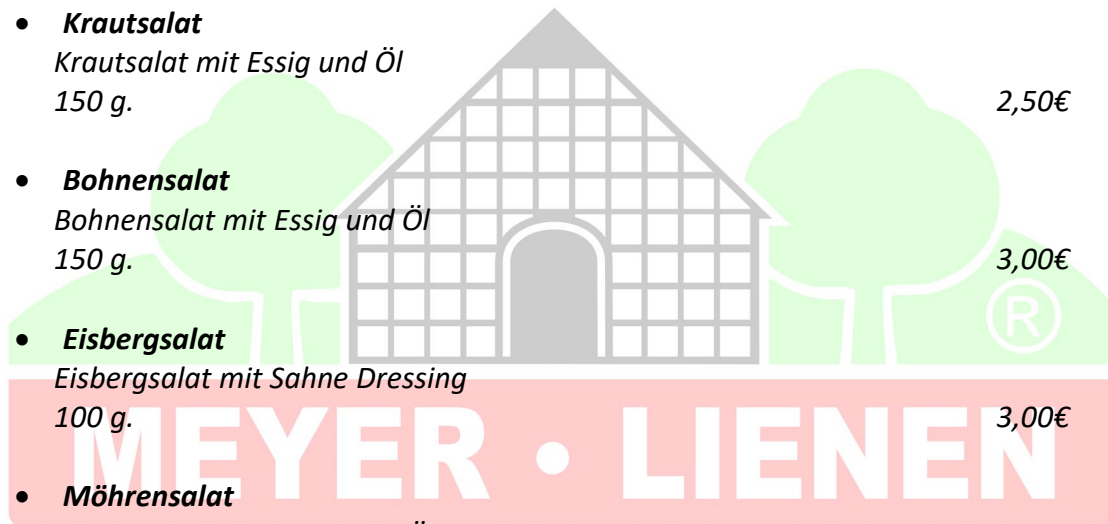 • Krautsalat
Krautsalat mit Essig und Öl
150 g. 2,50€
• Bohnensalat
Bohnensalat mit Essig und Öl
150 g. 3,00€
• Eisbergsalat
Eisbergsalat mit Sahne Dressing
100 g. 3,00€
MEYER • LIENEN
®
• Möhrensalat